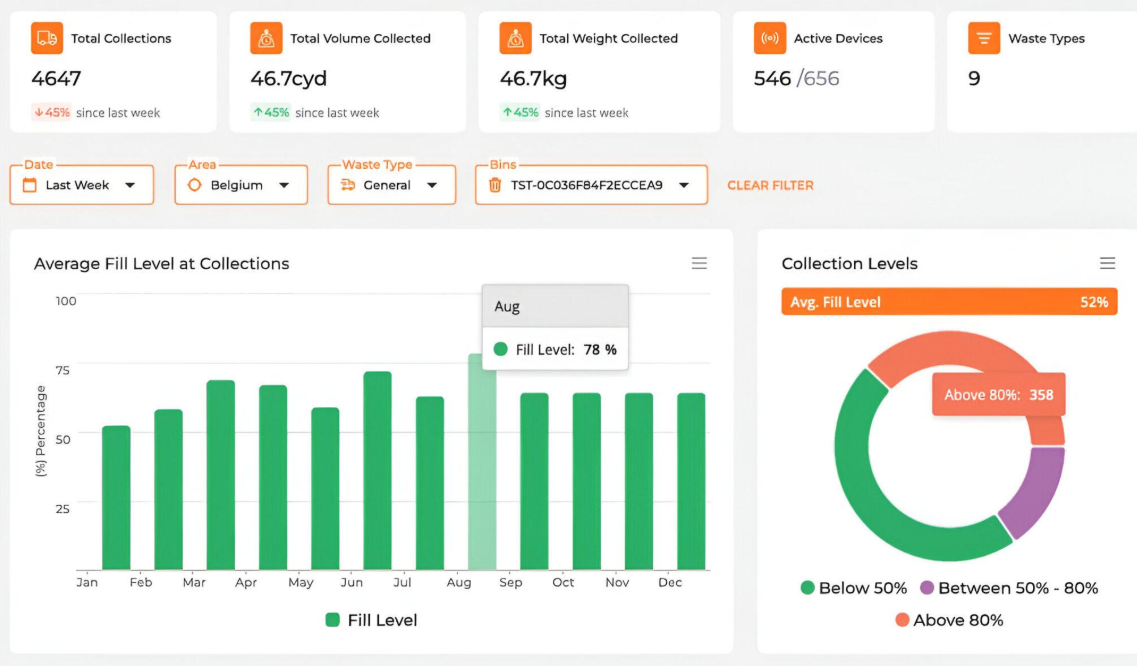 Total Collections
4647
↓45% since last week
Total Volume Collected
46.7cyd
↑45% since last week
Total Weight Collected
46.7kg
↑45% since last week
Active Devices
546 /656
Waste Types
9
Date
Last Week
Area
Belgium
Waste Type
General
Bins
TST-0C036F84F2ECCEA9
CLEAR FILTER
Average Fill Level at Collections
100
75
50
25
(%) Percentage
Aug
Fill Level: 78 %
Jan Feb Mar Apr May Jun Jul Aug Sep Oct Nov Dec
Fill Level
Collection Levels
Avg. Fill Level 52%
Above 80%: 358
Below 50% Between 50% - 80%
Above 80%